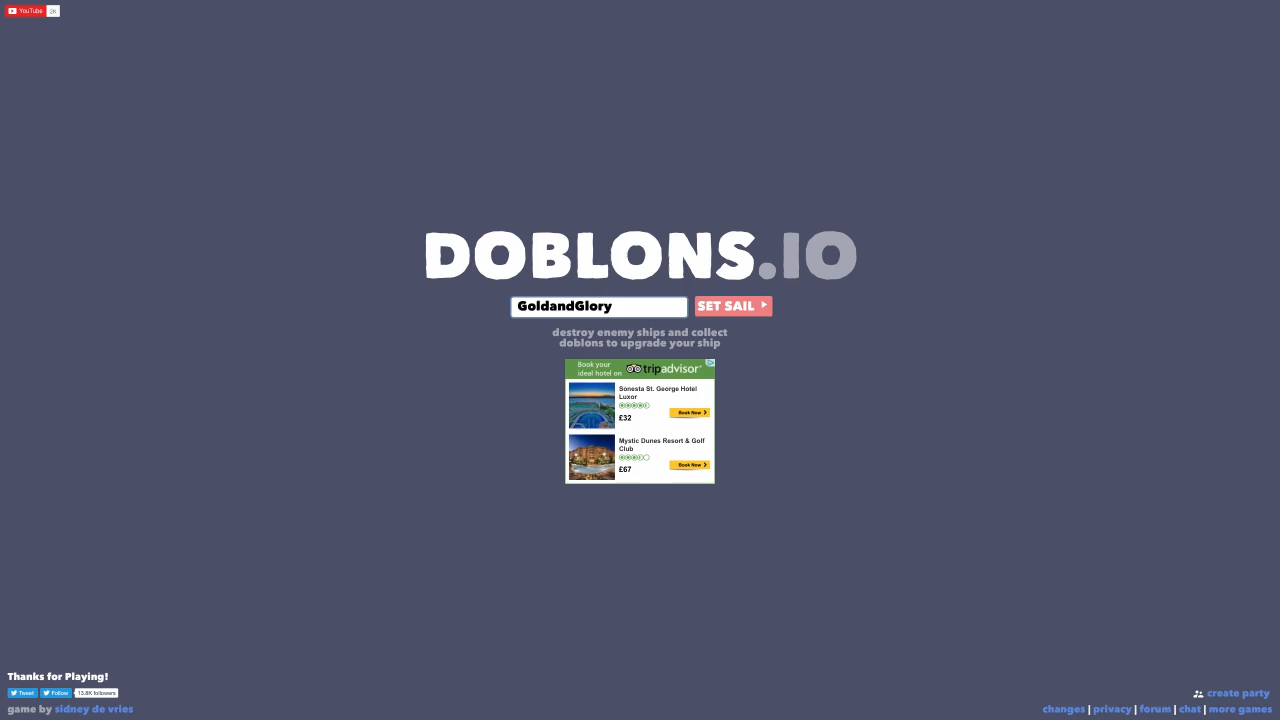 YouTube 2K
DOBLONS.IO
GoldandGlory
SET SAIL
destroy enemy ships and collect
doblons to upgrade your ship
Book your
ideal hotel on
tripadvisor
Sonesta St. George Hotel
Luxor
£32
Book Now
Mystic Dunes Resort & Golf
Club
£67
Book Now
Thanks for Playing!
Tweet Follow 13.8K followers
game by sidney de vries
create party
changes | privacy | forum | chat | more games